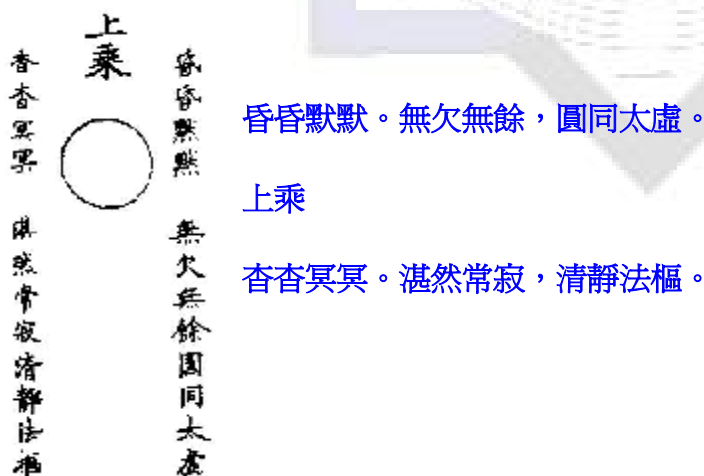 上乘
昏昏默默 無欠無餘圓同太虛
杳杳冥冥 湛然常寂清靜法樞
昏昏默默。無欠無餘，圓同太虛。
上乘
杳杳冥冥。湛然常寂，清靜法樞。